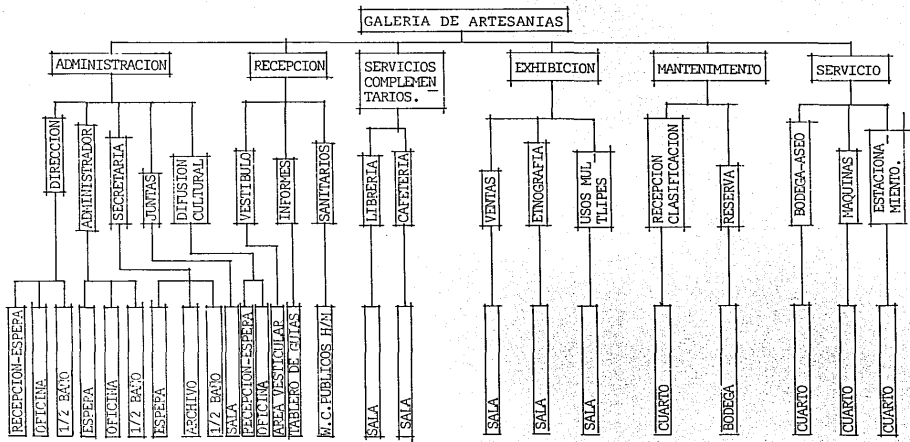 GALERIA DE ARTESANIAS
ADMINISTRACION
RECEPCION
SERVICIOS
COMPLEMEN_
TARIOS.
EXHIBICION
MANTENIMIENTO
SERVICIO
DIRECCION
ADMINISTRADOR
SECRETARIA
JUNTAS
DIFUSION
CULTURAL
VESTIBULO
INFORMES
SANITARIOS
LIBRERIA
CAFETERIA
VENTAS
ETNOGRAFIA
USOS MUL_
TLIPES
RECEPCION
CLASIFICACION
RESERVA
BODEGA-ASEO
MAQUINAS
ESTACIONA_
MIENTO.
RECEPCION-ESPERA
OFICINA
1/2 BAÑO
ESPERA
OFICINA
1/2 BAÑO
ESPERA
ARCHIVO
1/2 BAÑO
SALA
RECEPCION-ESPERA
OFICINA
AREA VESTICULAR
TABLERO DE GUIAS
M.C.PUBLICOS H/M
SALA
SALA
SALA
SALA
SALA
CUARTO
BODEGA
CUARTO
CUARTO
CUARTO